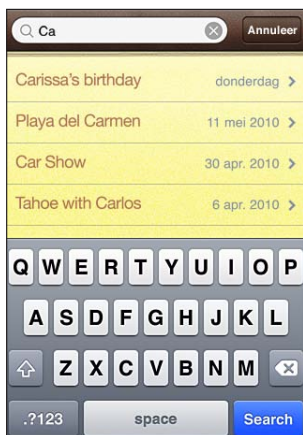 Ca
Annuleer
Carissa's birthday donderdag
Playa del Carmen 11 mei 2010
Car Show 30 apr. 2010
Tahoe with Carlos 6 apr. 2010
Q W E R T Y U I O P
A S D F G H J K L
Z X C V B N M
.?123 space Search